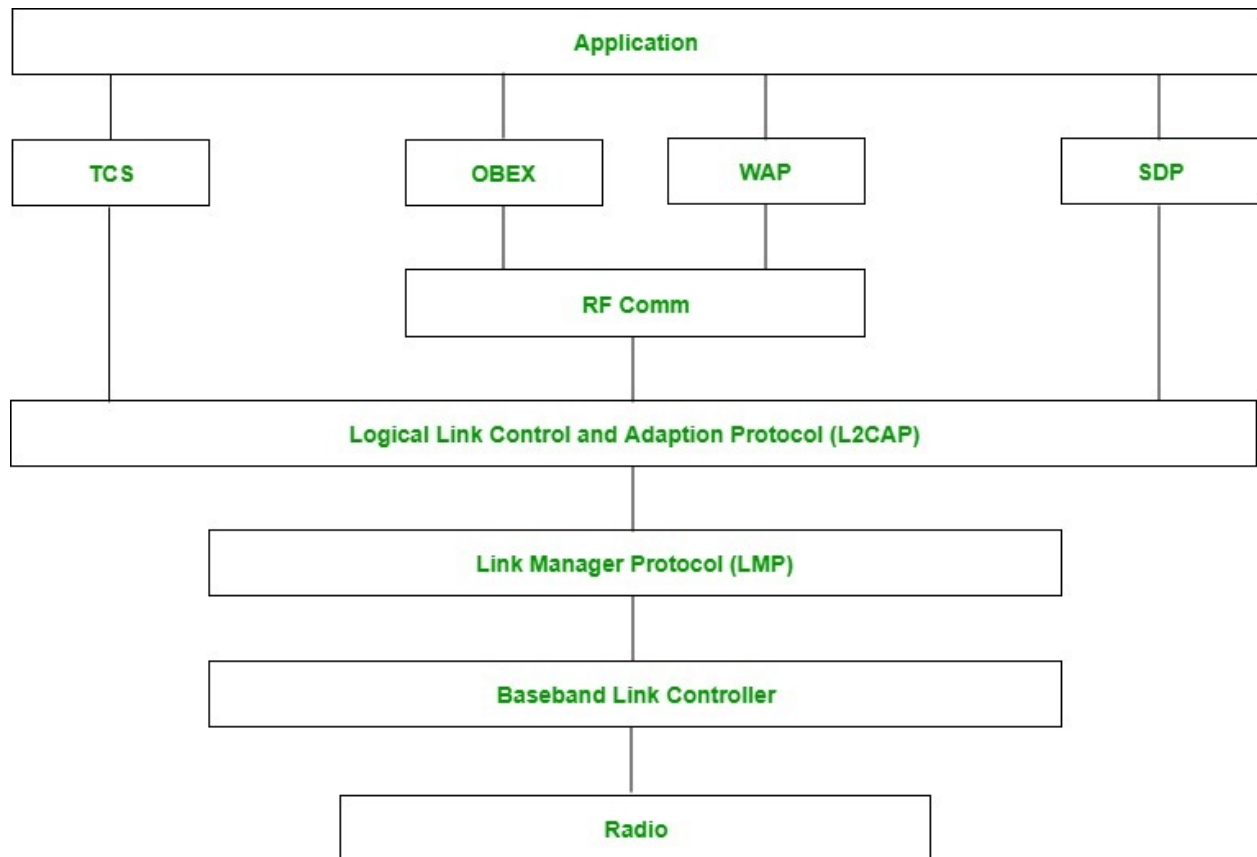 Application
TCS
OBEX
WAP
SDP
RF Comm
Logical Link Control and Adaption Protocol (L2CAP)
Link Manager Protocol (LMP)
Baseband Link Controller
Radio